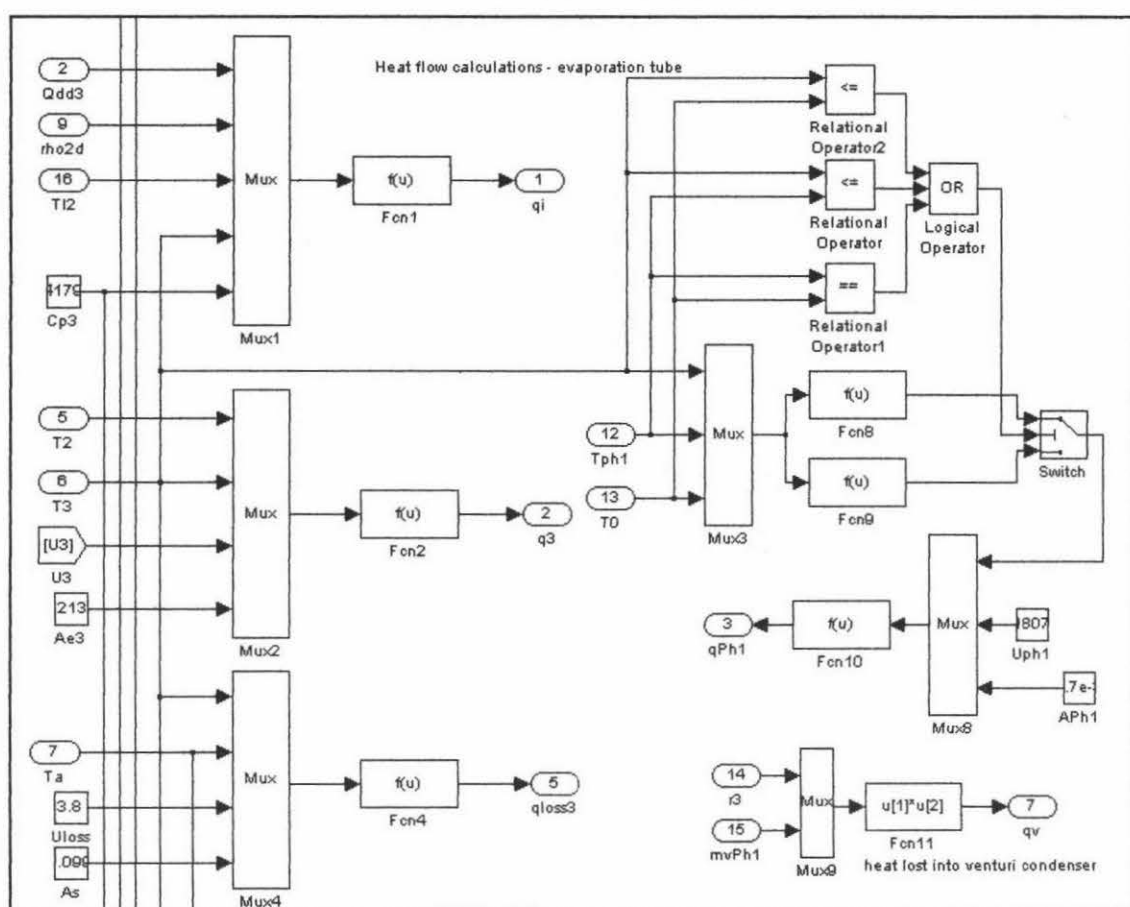 Heat flow calculations - evaporation tube
2
Qdd3
9
rho2d
16
Tl2
4179
Cp3
Mux
Mux1
f(u)
Fcn1
1
qi
<=
Relational
Operator2
<=
Relational
Operator
==
Relational
Operator1
OR
Logical
Operator
5
T2
6
T3
[U3]
U3
213
Ae3
Mux
Mux2
f(u)
Fcn2
2
q3
12
Tph1
13
T0
Mux
Mux3
f(u)
Fcn8
f(u)
Fcn9
Switch
3
qPh1
f(u)
Fcn10
Mux
Mux8
Uph1
.7e-
APh1
7
Ta
3.8
Uloss
.099
As
Mux
Mux4
f(u)
Fcn4
5
qloss3
14
r3
15
mvPh1
Mux
Mux9
u[1]*u[2]
Fcn11
7
qv
heat lost into venturi condenser